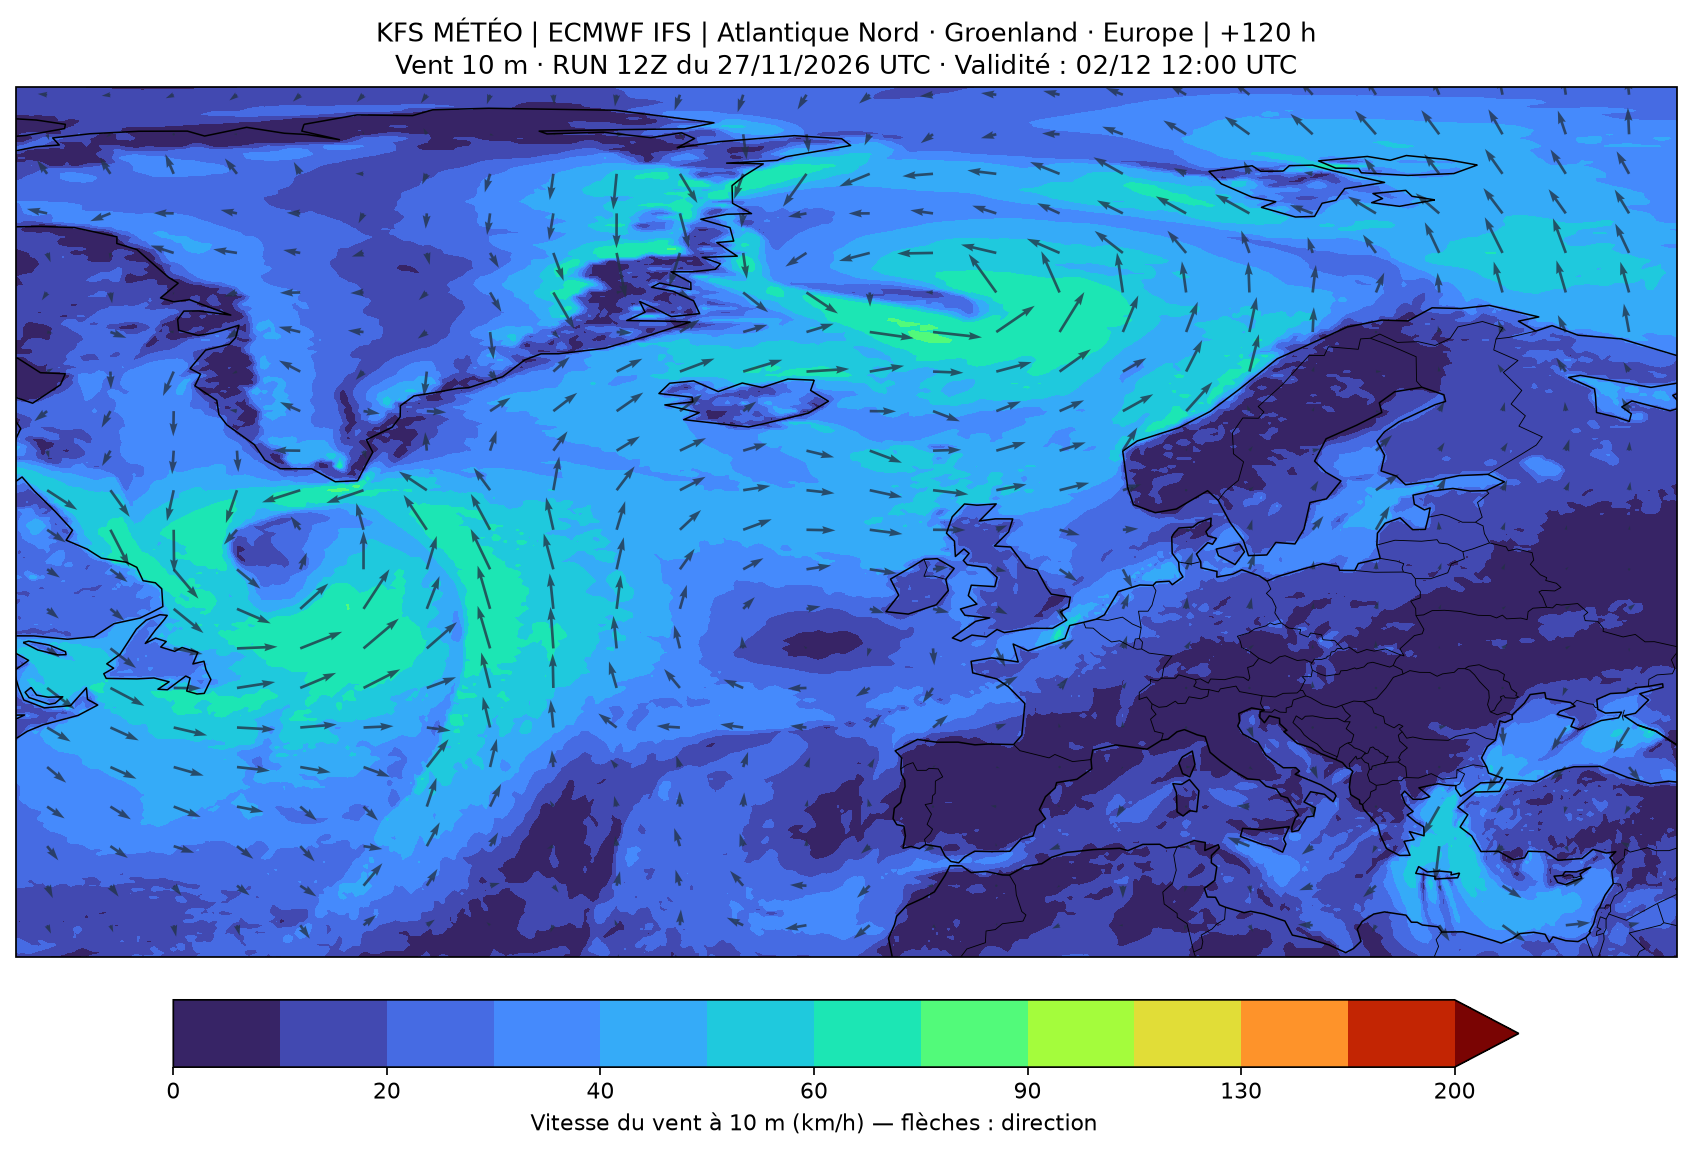 KFS MÉTÉO | ECMWF IFS | Atlantique Nord · Groenland · Europe | +120 h
Vent 10 m · RUN 12Z du 27/11/2026 UTC · Validité : 02/12 12:00 UTC
0 20 40 60 90 130 200
Vitesse du vent à 10 m (km/h) — flèches : direction